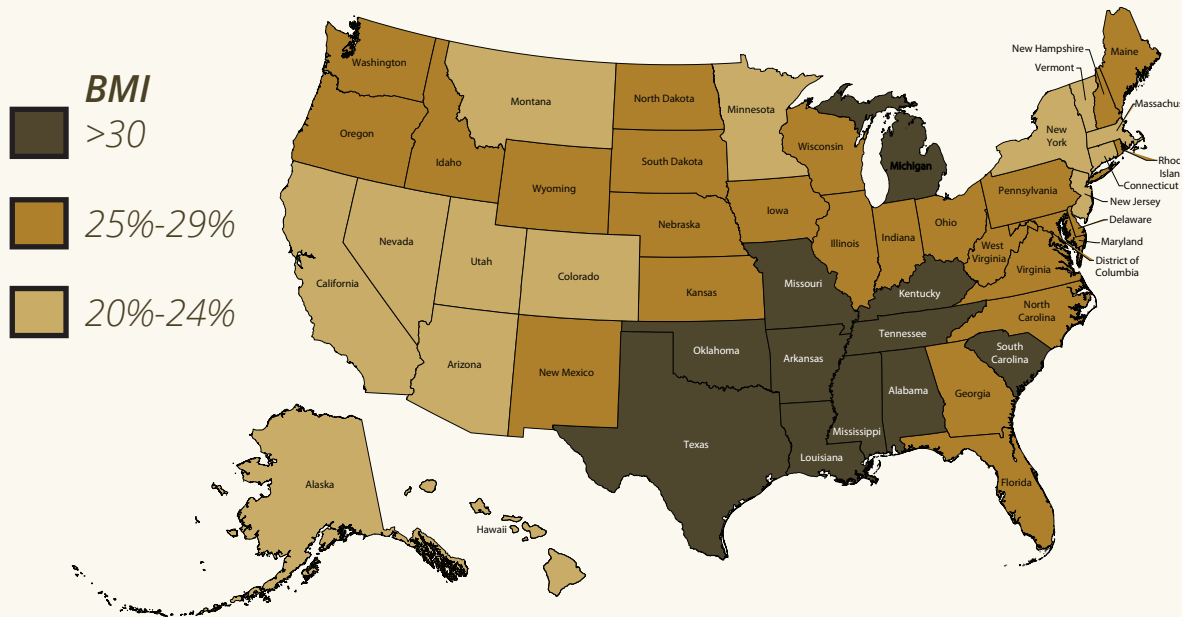 BMI
>30
25%-29%
20%-24%
Washington
Oregon
Idaho
Montana
Wyoming
North Dakota
South Dakota
Nebraska
Kansas
Minnesota
Iowa
Wisconsin
Illinois
Michigan
Indiana
Ohio
Pennsylvania
New
York
New Hampshire
Vermont
Maine
Massachus
Rhod
Islan
Connecticut
New Jersey
Delaware
Maryland
District of
Columbia
West
Virginia
Virginia
North
Carolina
South
Carolina
Georgia
Florida
Kentucky
Tennessee
Missouri
Arkansas
Oklahoma
Texas
Louisiana
Mississippi
Alabama
New Mexico
Arizona
Colorado
Utah
Nevada
California
Alaska
Hawaii